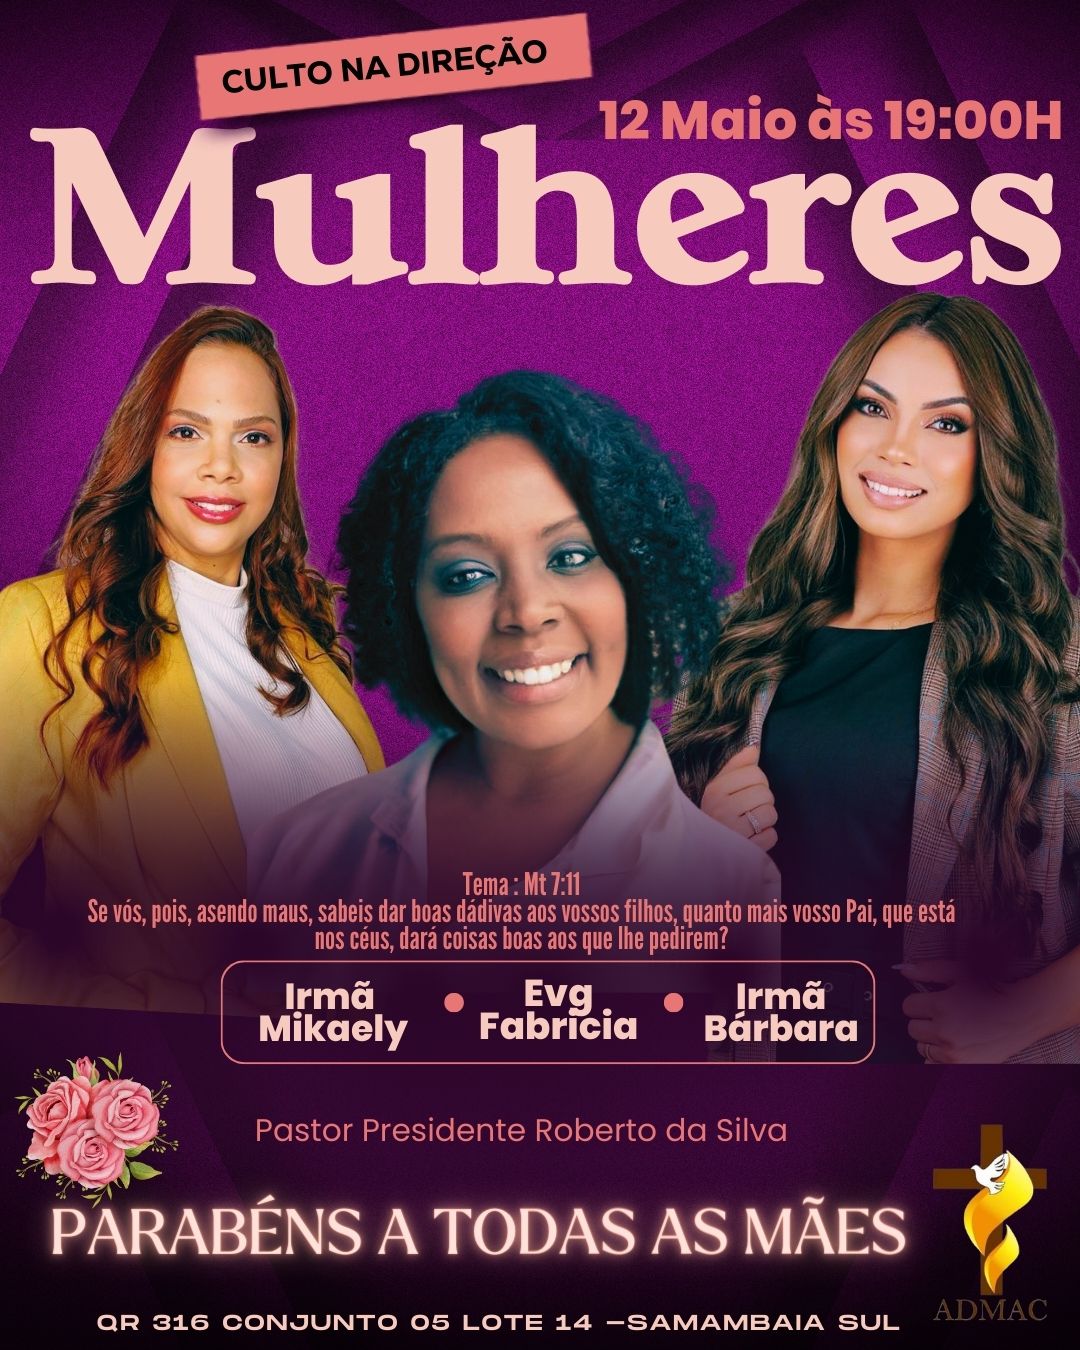 CULTO NA DIREÇÃO
12 Maio às 19:00H
Mulheres
Tema : Mt 7:11
Se vós, pois, asendo maus, sabeis dar boas dádivas aos vossos filhos, quanto mais vosso Pai, que está
nos céus, dará coisas boas aos que lhe pedirem?
Irmã
Mikaely
Evg
Fabrícia
Irmã
Bárbara
Pastor Presidente Roberto da Silva
PARABÉNS A TODAS AS MÃES
ADMAC
QR 316 CONJUNTO 05 LOTE 14 –SAMAMBAIA SUL